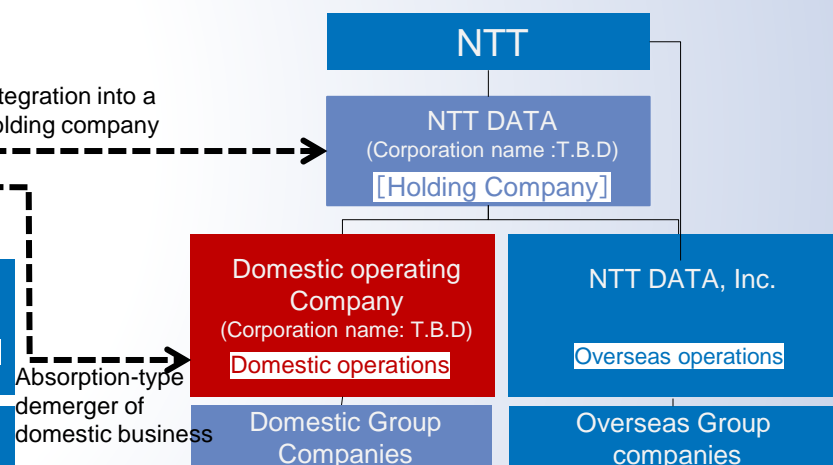 NTT
tegration into a
olding company
NTT DATA
(Corporation name :T.B.D)
[Holding Company]
Domestic operating
Company
(Corporation name: T.B.D)
Domestic operations
NTT DATA, Inc.
Overseas operations
Absorption-type
demerger of
domestic business
Domestic Group
Companies
Overseas Group
companies